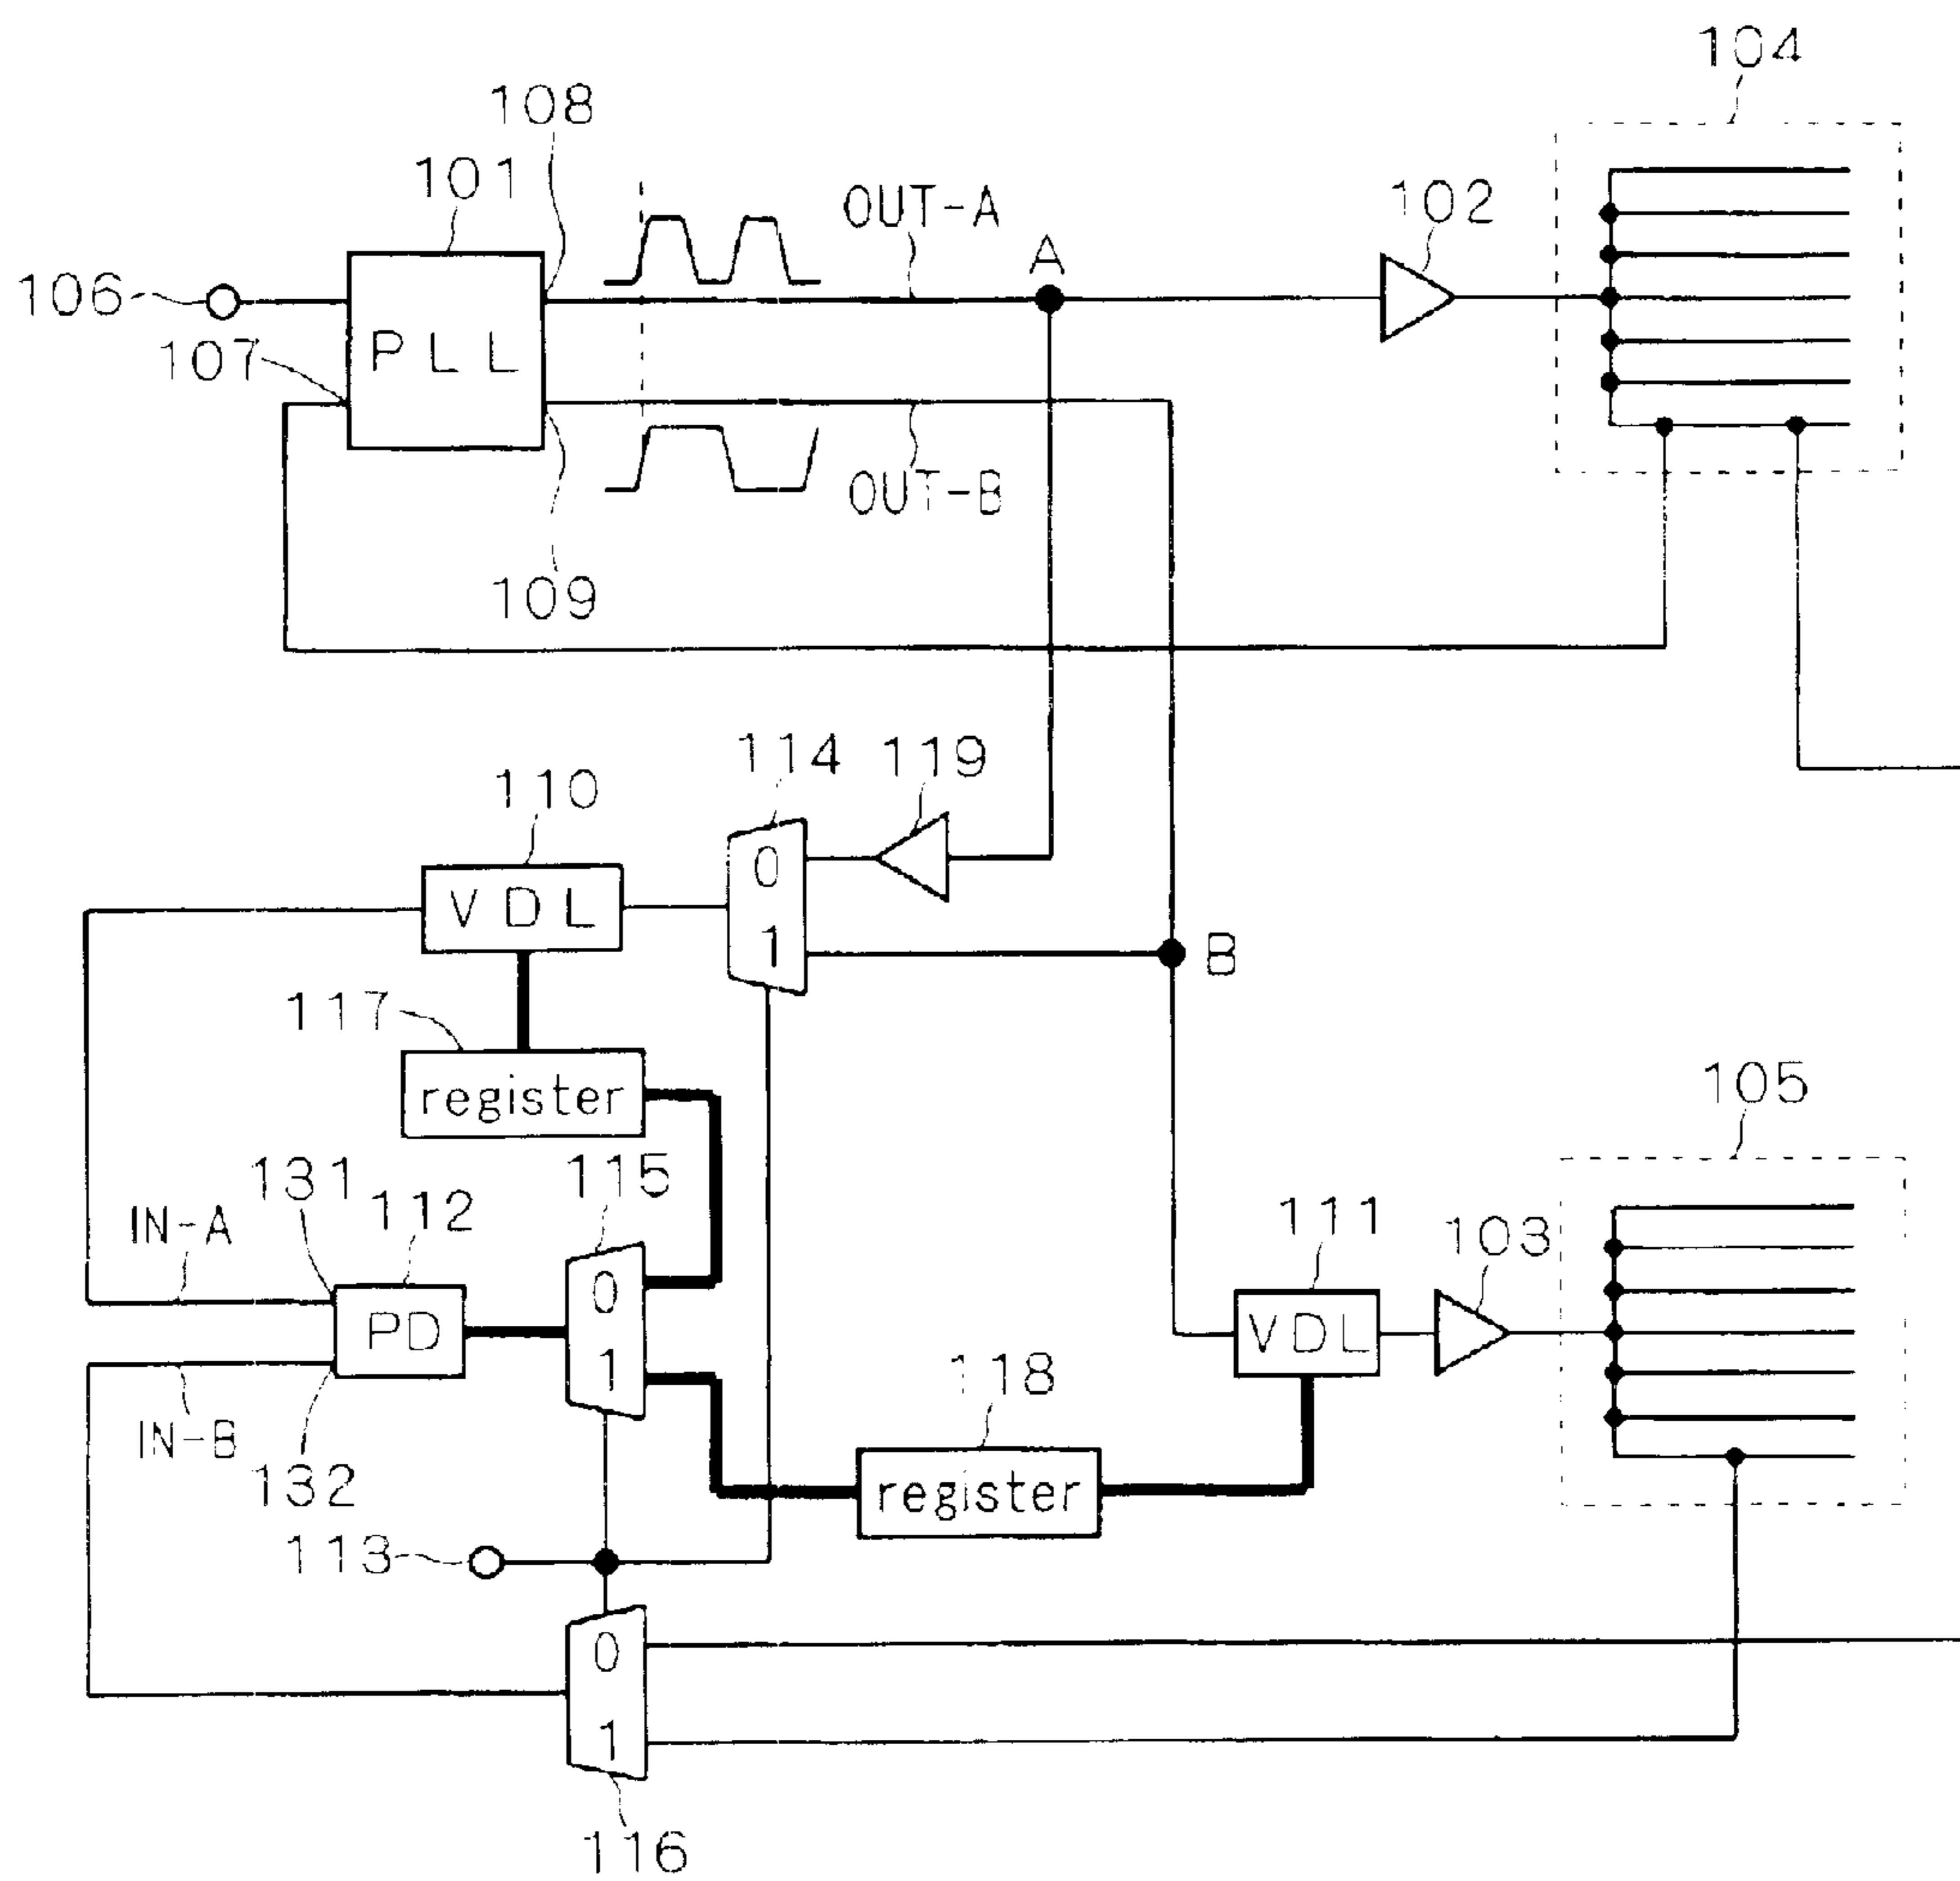 104
108
101
OUT-A
102
A
106
PLL
107
OUT-B
109
114
119
110
0
VDL
1
B
117
register
105
115
131
112
IN-A
111
103
0
PD
VDL
1
118
IN-B
132
register
113
0
1
116